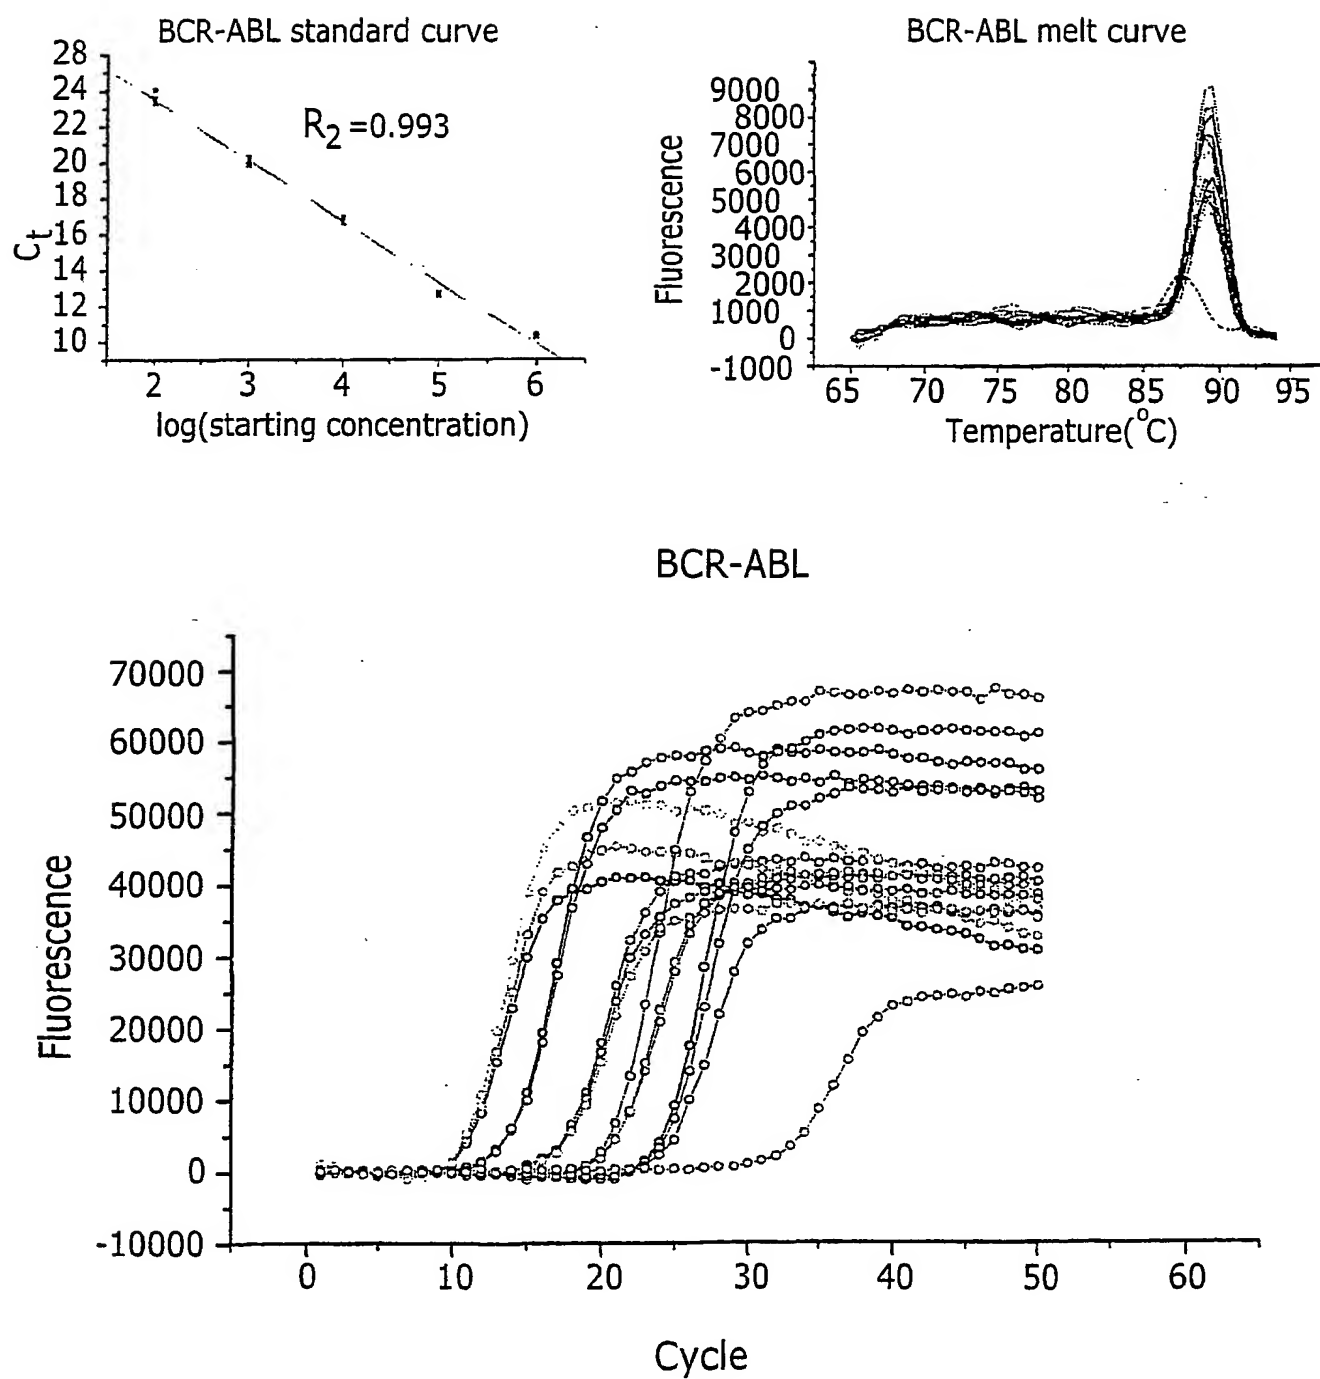 BCR-ABL standard curve
28
24
22
20
18
16
14
12
10
Ct
R2=0.993
2 3 4 5 6
log(starting concentration)
BCR-ABL melt curve
9000
8000
7000
6000
5000
4000
3000
2000
1000
0
-1000
Fluorescence
65 70 75 80 85 90 95
Temperature(°C)
BCR-ABL
70000
60000
50000
40000
30000
20000
10000
0
-10000
Fluorescence
0 10 20 30 40 50 60
Cycle